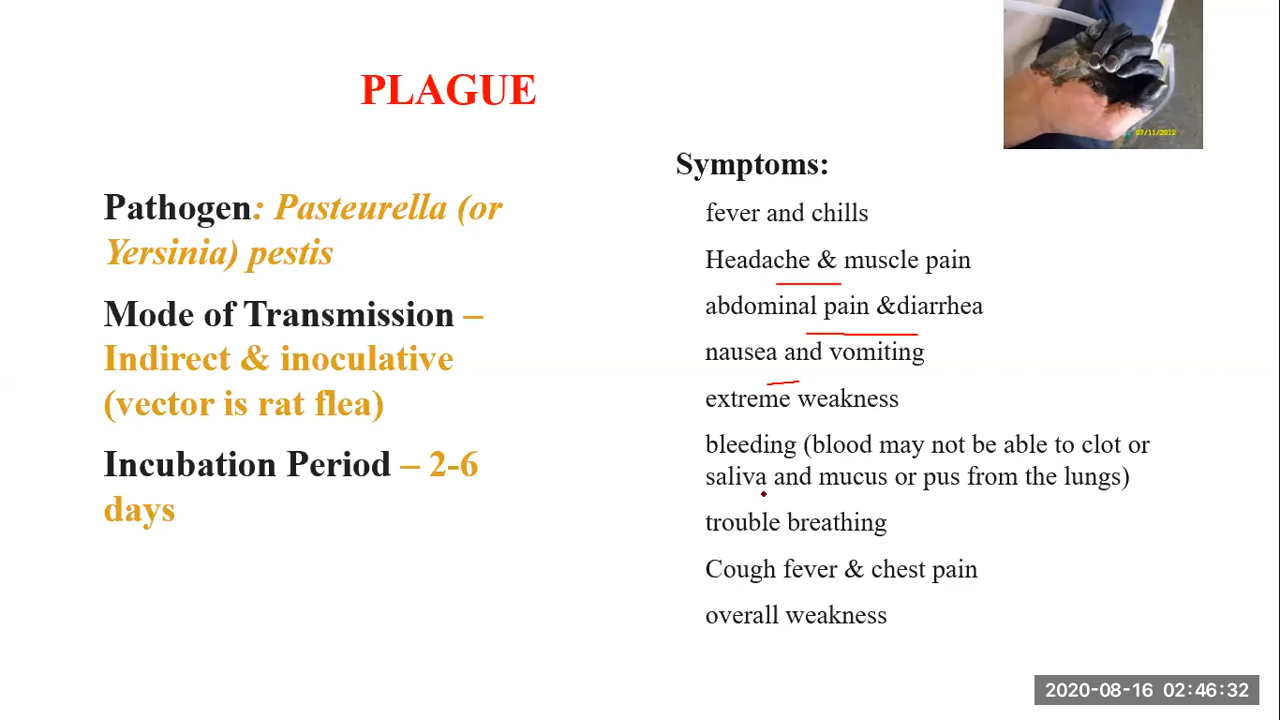 PLAGUE
07/11/2012
Pathogen: Pasteurella (or
Yersinia) pestis
Mode of Transmission –
Indirect & inoculative
(vector is rat flea)
Incubation Period – 2-6
days
Symptoms:
fever and chills
Headache & muscle pain
abdominal pain &diarrhea
nausea and vomiting
extreme weakness
bleeding (blood may not be able to clot or
saliva and mucus or pus from the lungs)
trouble breathing
Cough fever & chest pain
overall weakness
2020-08-16 02:46:32